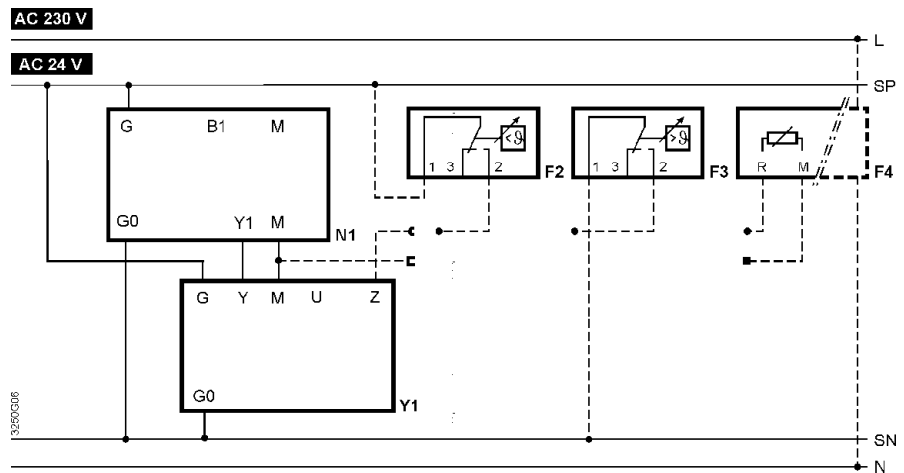 AC 230 V
L
AC 24 V
SP
G B1 M
<ϑ
>ϑ
1 3 2 F2
1 3 2 F3
R M F4
G0 Y1 M
N1
G Y M U Z
G0
Y1
3250G06
SN
N